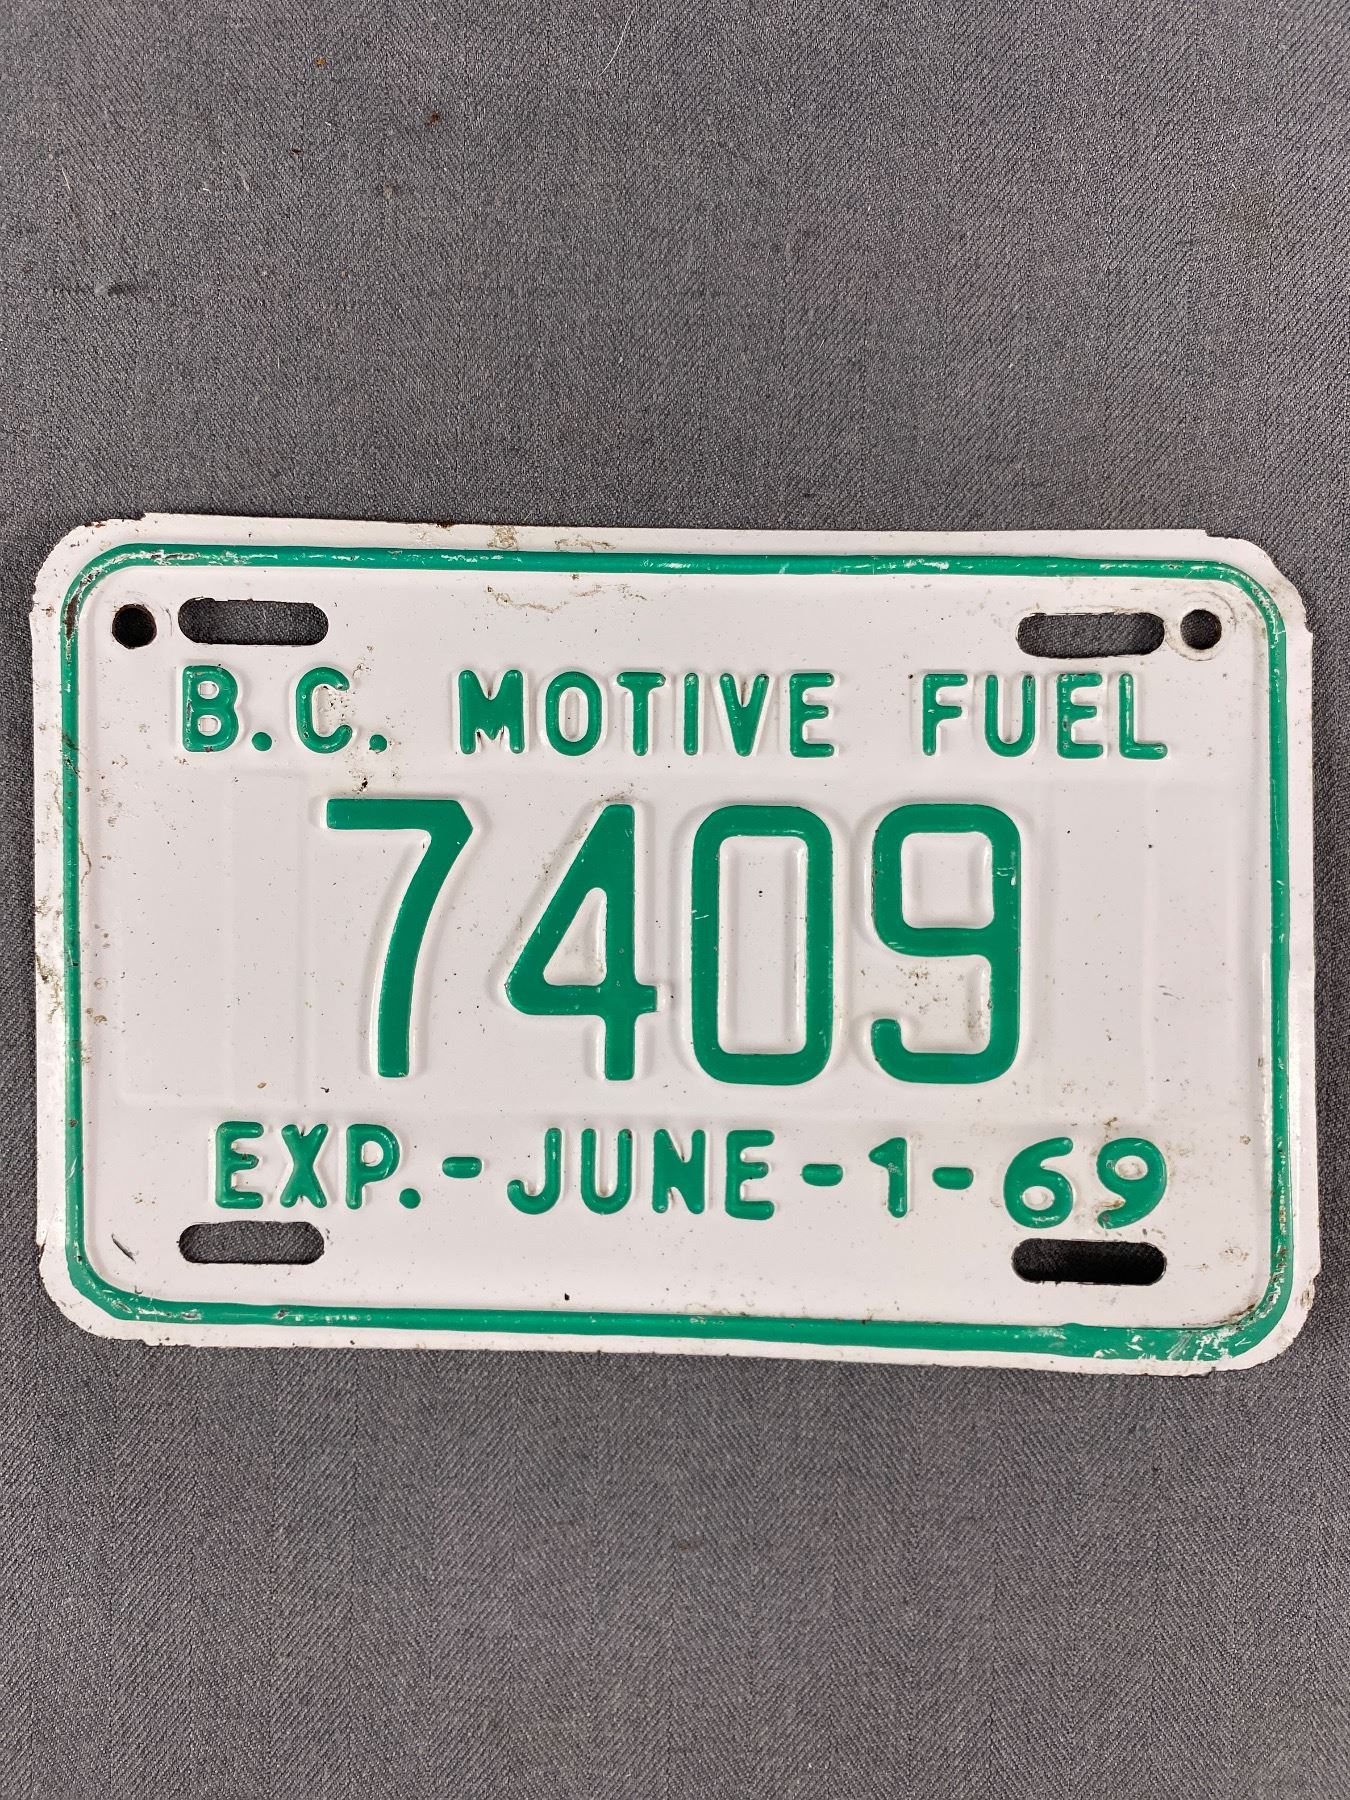 B.C. MOTIVE FUEL
7409
EXP.-JUNE-1-69